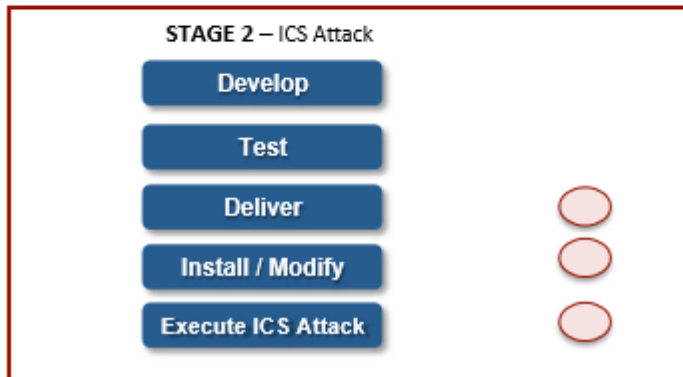 STAGE 2 – ICS Attack
Develop
Test
Deliver
Install / Modify
Execute ICS Attack